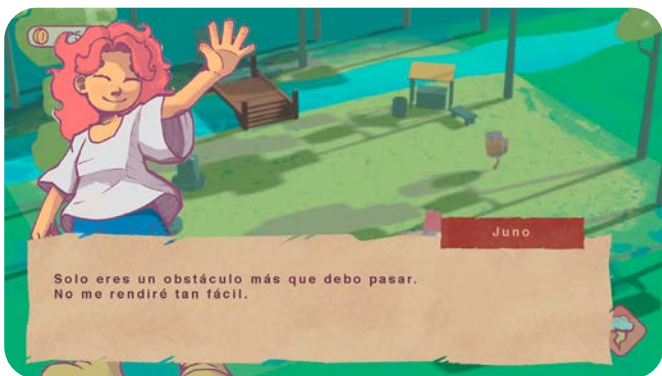 Juno
Solo eres un obstáculo más que debo pasar.
No me rendiré tan fácil.